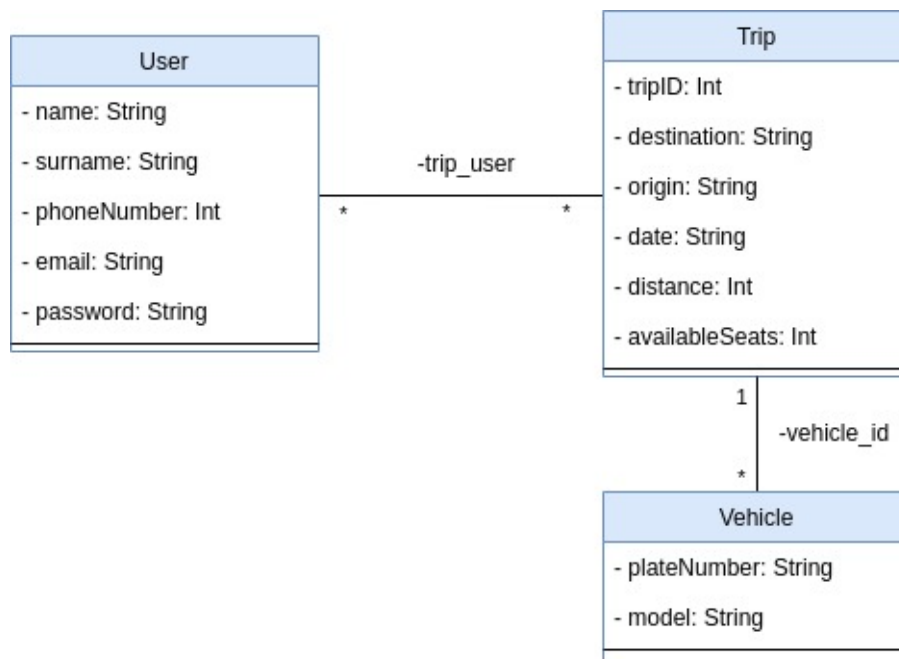 User
- name: String
- surname: String
- phoneNumber: Int
- email: String
- password: String
-trip_user
*
*
Trip
- tripID: Int
- destination: String
- origin: String
- date: String
- distance: Int
- availableSeats: Int
1
-vehicle_id
*
Vehicle
- plateNumber: String
- model: String